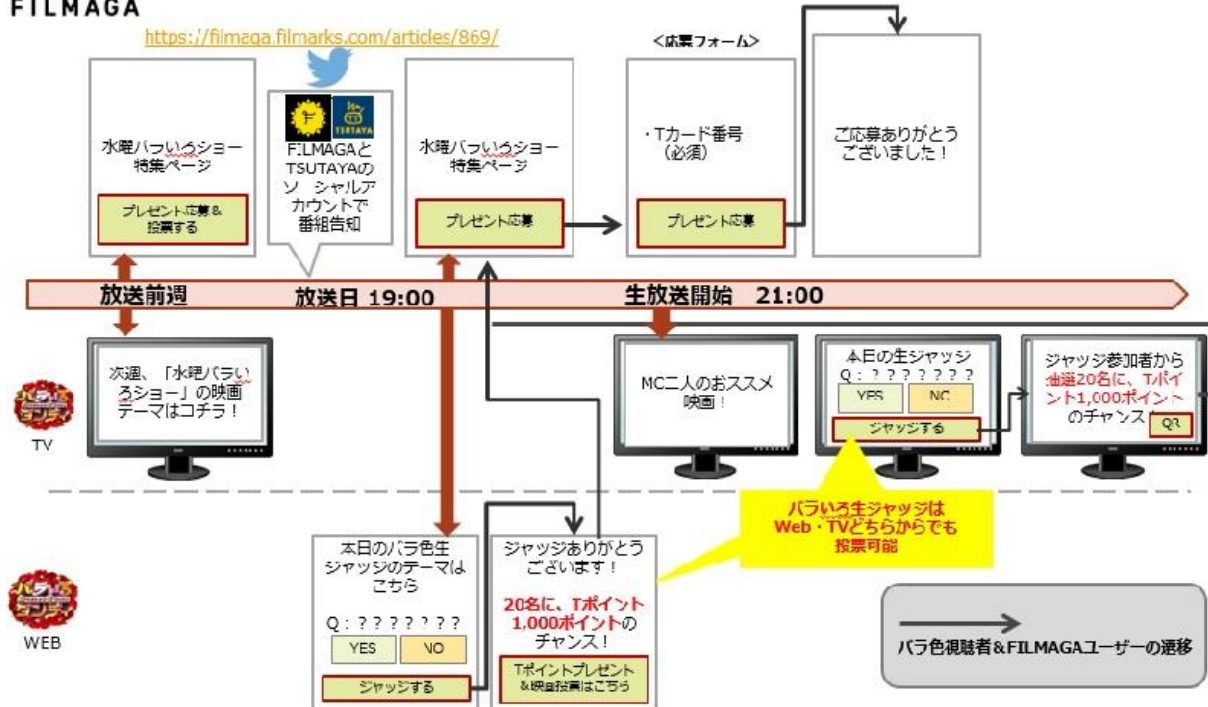 FILMAGA
https://filmaga.filmarks.com/articles/869/
水曜バラいろショー
特集ページ
プレゼント応募&
投票する
TSUTAYA
FILMAGAと
TSUTAYAの
ソーシャルア
カウントで
番組告知
水曜バラいろショー
特集ページ
プレゼント応募
<応募フォーム>
・Tカード番号
(必須)
プレゼント応募
ご応募ありがとう
ございました!
放送前週
放送日 19:00
生放送開始 21:00
TV
次週、「水曜バラい
ろショー」の映画
テーマはコチラ!
MC二人のおススメ
映画!
本日の生ジャッジ
Q:???????
YES
NO
ジャッジする
ジャッジ参加者から
抽選20名に、Tポイ
ント1,000ポイント
のチャンス!
QR
バラいろ生ジャッジは
Web・TVどちらからでも
投票可能
WEB
本日のバラ色生
ジャッジのテーマは
こちら
Q:???????
YES
NO
ジャッジする
ジャッジありがとう
ございます!
20名に、Tポイント
1,000ポイントの
チャンス!
Tポイントプレゼント
&映画投票はこちら
バラ色視聴者&FILMAGAユーザーの遷移